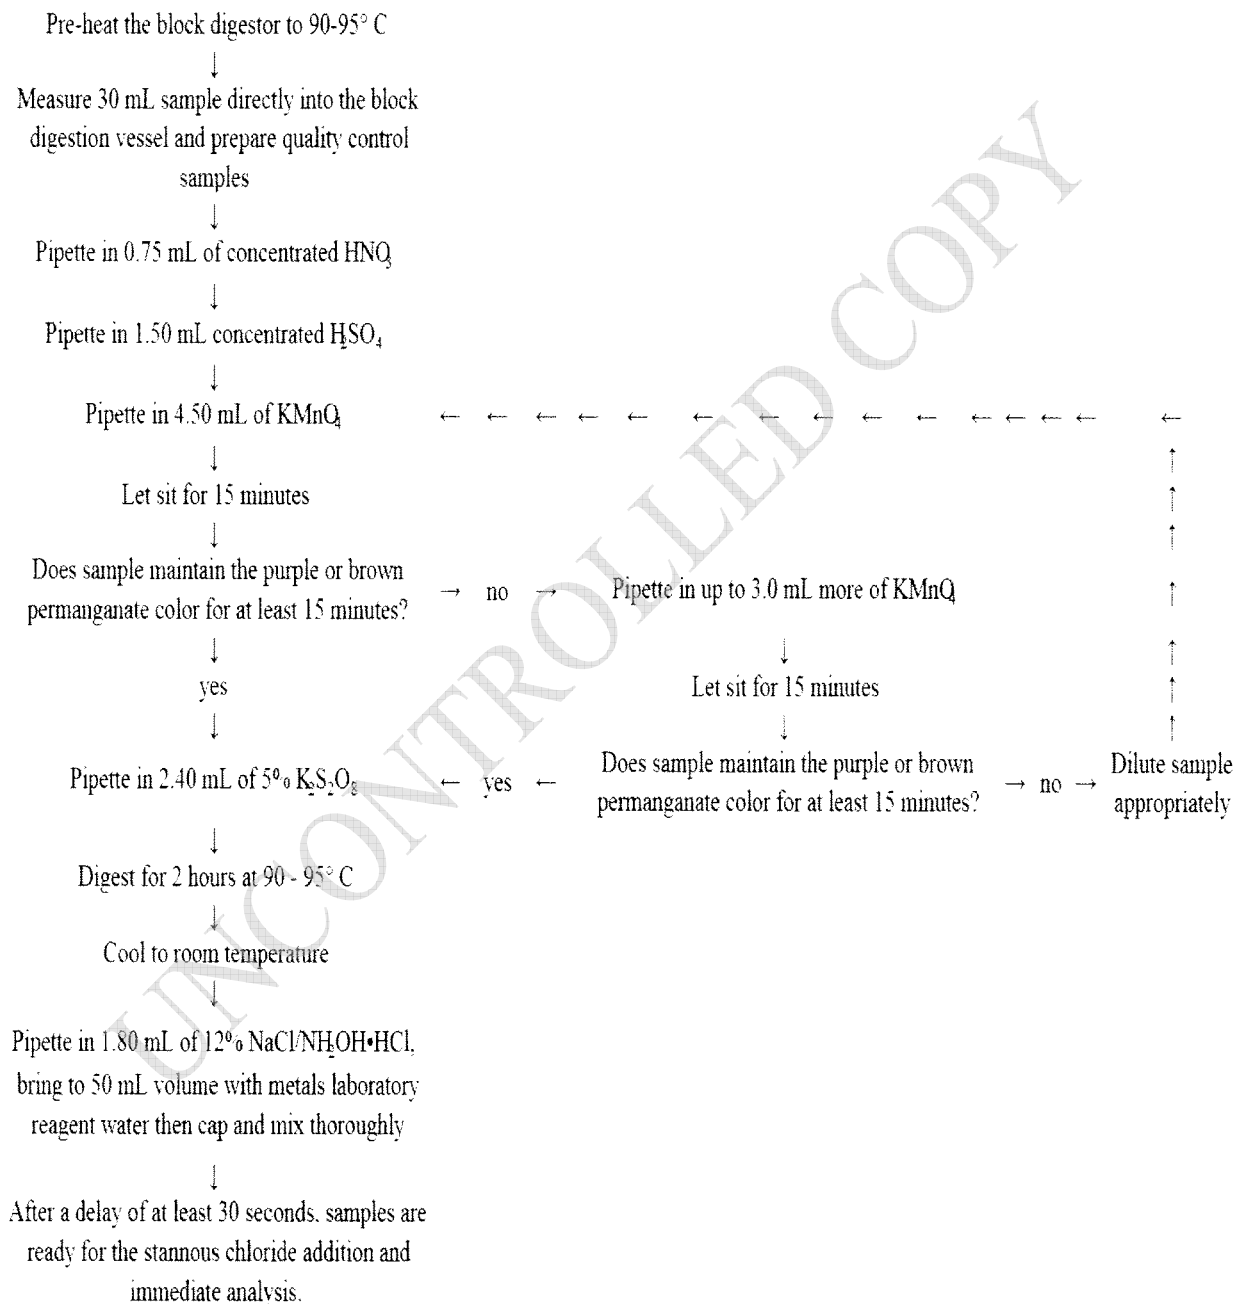 Pre-heat the block digestor to 90-95° C
↓
Measure 30 mL sample directly into the block
digestion vessel and prepare quality control
samples
↓
Pipette in 0.75 mL of concentrated HNO₃
↓
Pipette in 1.50 mL concentrated H₂SO₄
↓
Pipette in 4.50 mL of KMnO₄ ← ← ← ← ← ← ← ← ← ← ← ← ← ← ←
↓
Let sit for 15 minutes
↓
Does sample maintain the purple or brown
permanganate color for at least 15 minutes?
→ no →
Pipette in up to 3.0 mL more of KMnO₄
↓
Let sit for 15 minutes
↓
Does sample maintain the purple or brown
permanganate color for at least 15 minutes?
→ no →
Dilute sample
appropriately
↑ ↑ ↑ ↑ ↑ ↑ ↑
← yes ←
↓
yes
↓
Pipette in 2.40 mL of 5% K₂S₂O₈
↓
Digest for 2 hours at 90 - 95° C
↓
Cool to room temperature
↓
Pipette in 1.80 mL of 12% NaCl/NH₂OH•HCl,
bring to 50 mL volume with metals laboratory
reagent water then cap and mix thoroughly
↓
After a delay of at least 30 seconds, samples are
ready for the stannous chloride addition and
immediate analysis.
UNCONTROLLED COPY